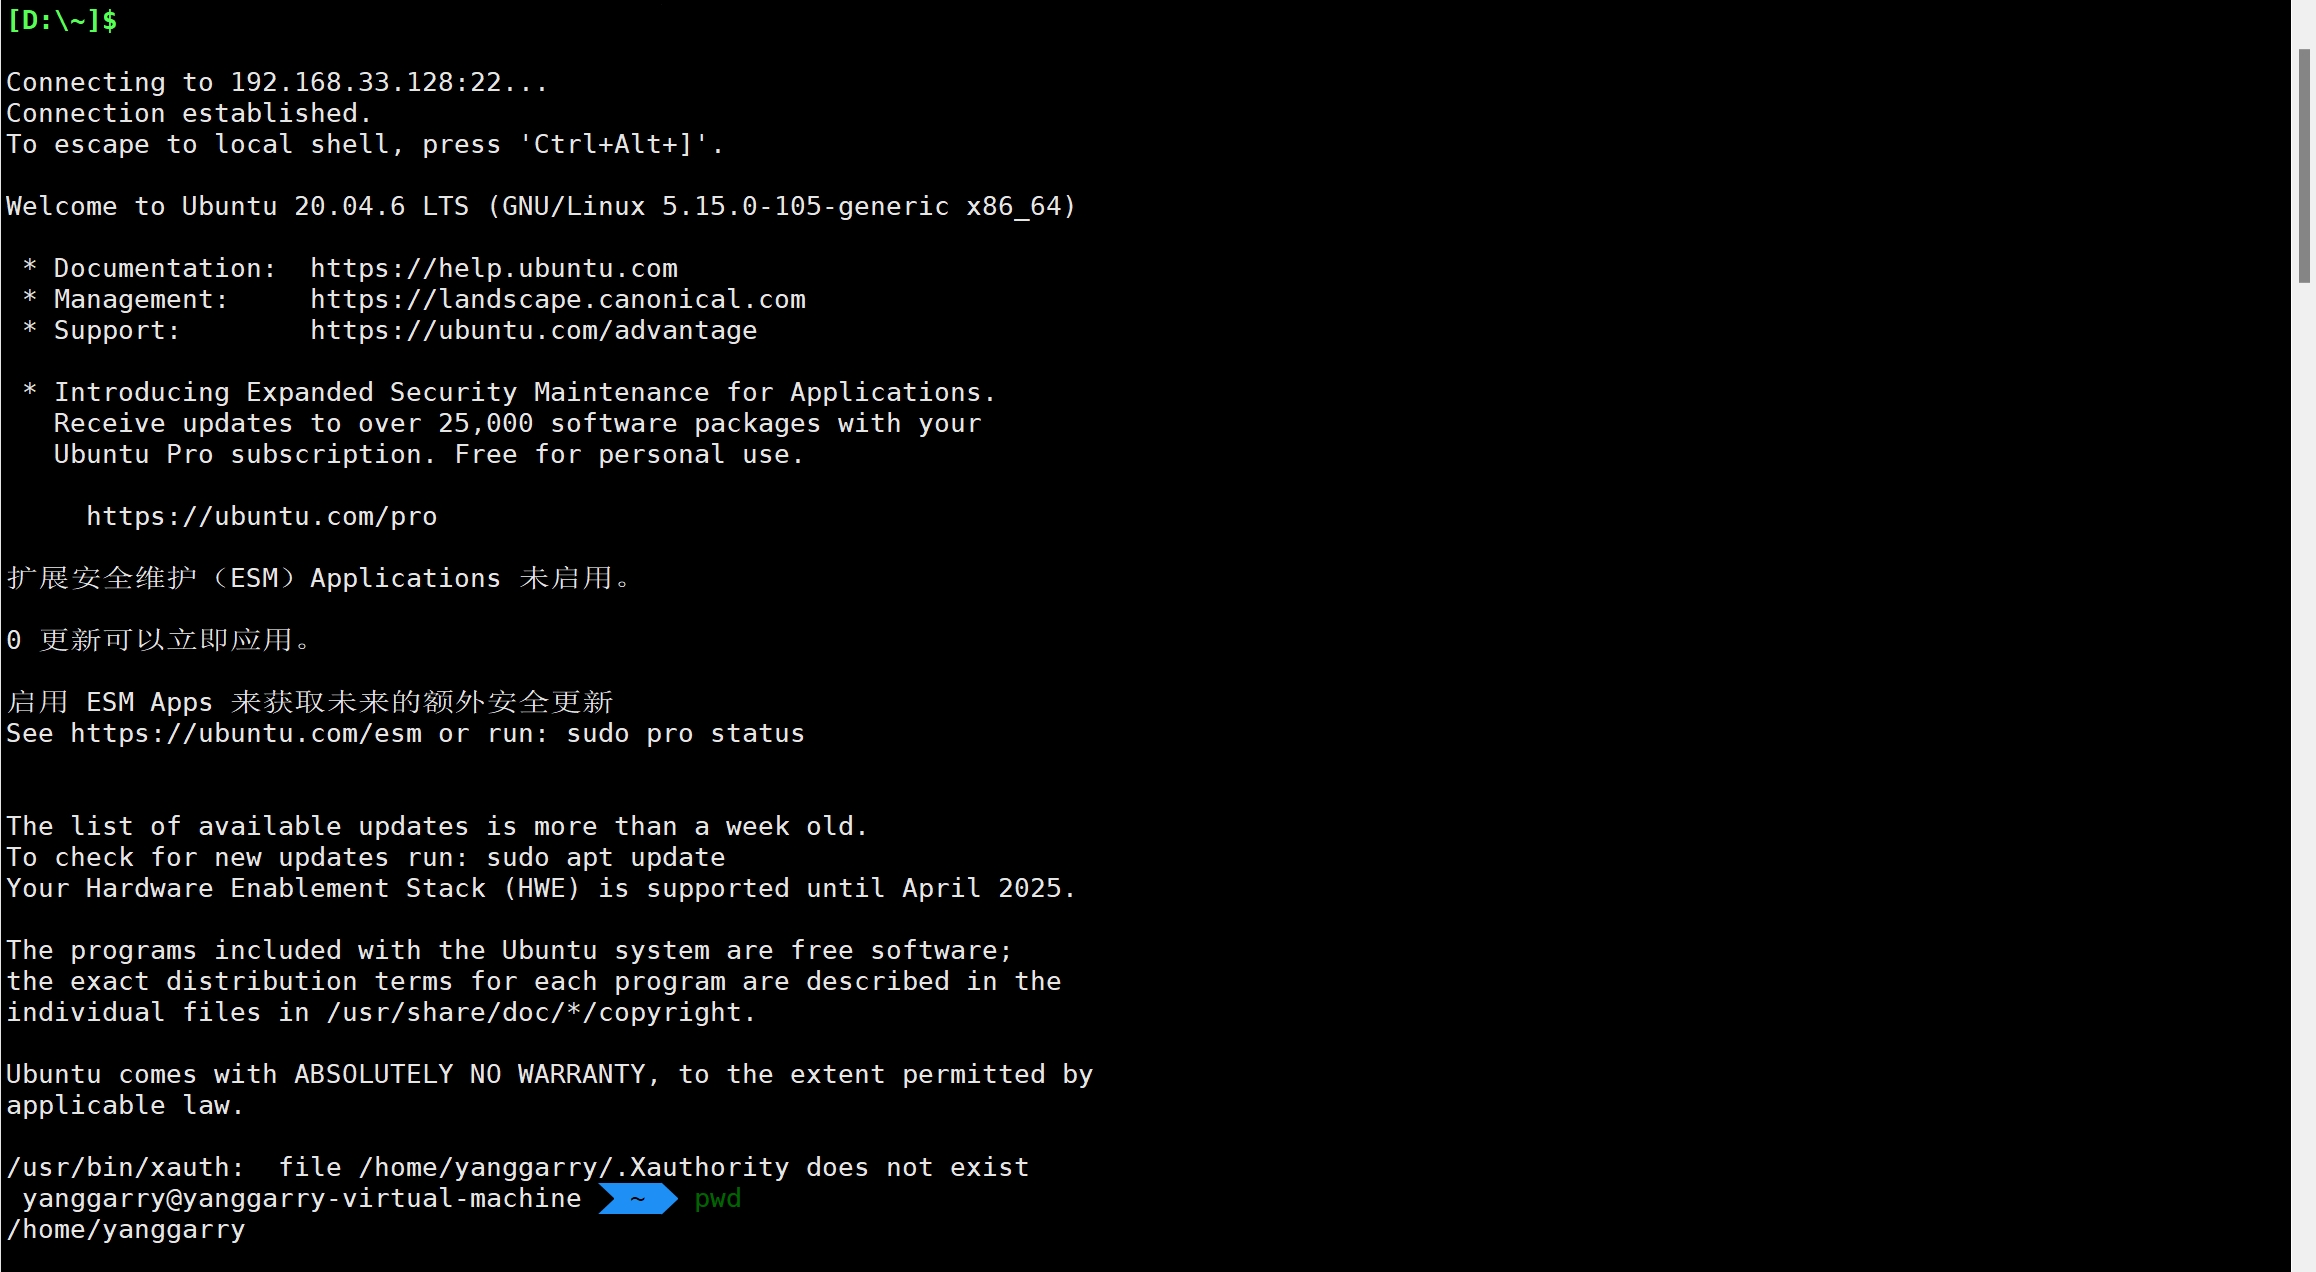 [D:\~]$
Connecting to 192.168.33.128:22...
Connection established.
To escape to local shell, press 'Ctrl+Alt+]'.
Welcome to Ubuntu 20.04.6 LTS (GNU/Linux 5.15.0-105-generic x86_64)
* Documentation:  https://help.ubuntu.com
* Management:     https://landscape.canonical.com
* Support:        https://ubuntu.com/advantage
* Introducing Expanded Security Maintenance for Applications.
Receive updates to over 25,000 software packages with your
Ubuntu Pro subscription. Free for personal use.
https://ubuntu.com/pro
扩展安全维护（ESM）Applications 未启用。
0 更新可以立即应用。
启用 ESM Apps 来获取未来的额外安全更新
See https://ubuntu.com/esm or run: sudo pro status
The list of available updates is more than a week old.
To check for new updates run: sudo apt update
Your Hardware Enablement Stack (HWE) is supported until April 2025.
The programs included with the Ubuntu system are free software;
the exact distribution terms for each program are described in the
individual files in /usr/share/doc/*/copyright.
Ubuntu comes with ABSOLUTELY NO WARRANTY, to the extent permitted by
applicable law.
/usr/bin/xauth:  file /home/yanggarry/.Xauthority does not exist
yanggarry@yanggarry-virtual-machine ~ pwd
/home/yanggarry